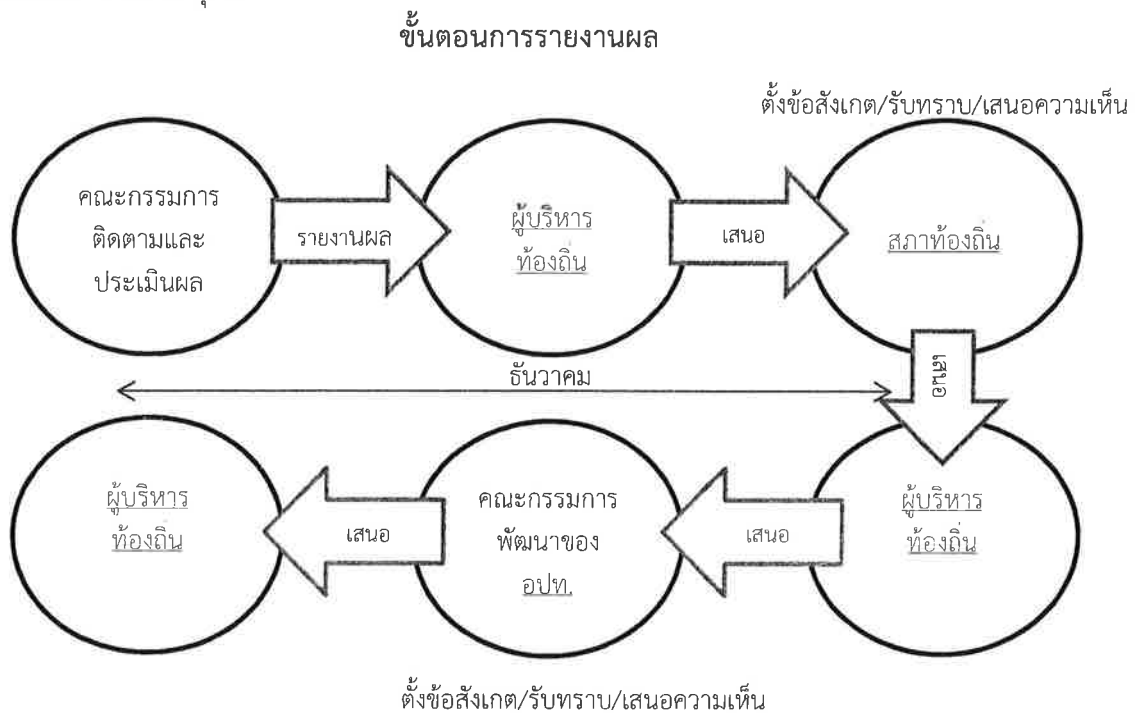 ขั้นตอนการรายงานผล
ตั้งข้อสังเกต/รับทราบ/เสนอความเห็น
คณะกรรมการ
ติดตามและ
ประเมินผล
รายงานผล
ผู้บริหาร
ท้องถิ่น
เสนอ
สภาท้องถิ่น
เสนอ
ธันวาคม
ผู้บริหาร
ท้องถิ่น
เสนอ
คณะกรรมการ
พัฒนาของ
อปท.
เสนอ
ผู้บริหาร
ท้องถิ่น
ตั้งข้อสังเกต/รับทราบ/เสนอความเห็น